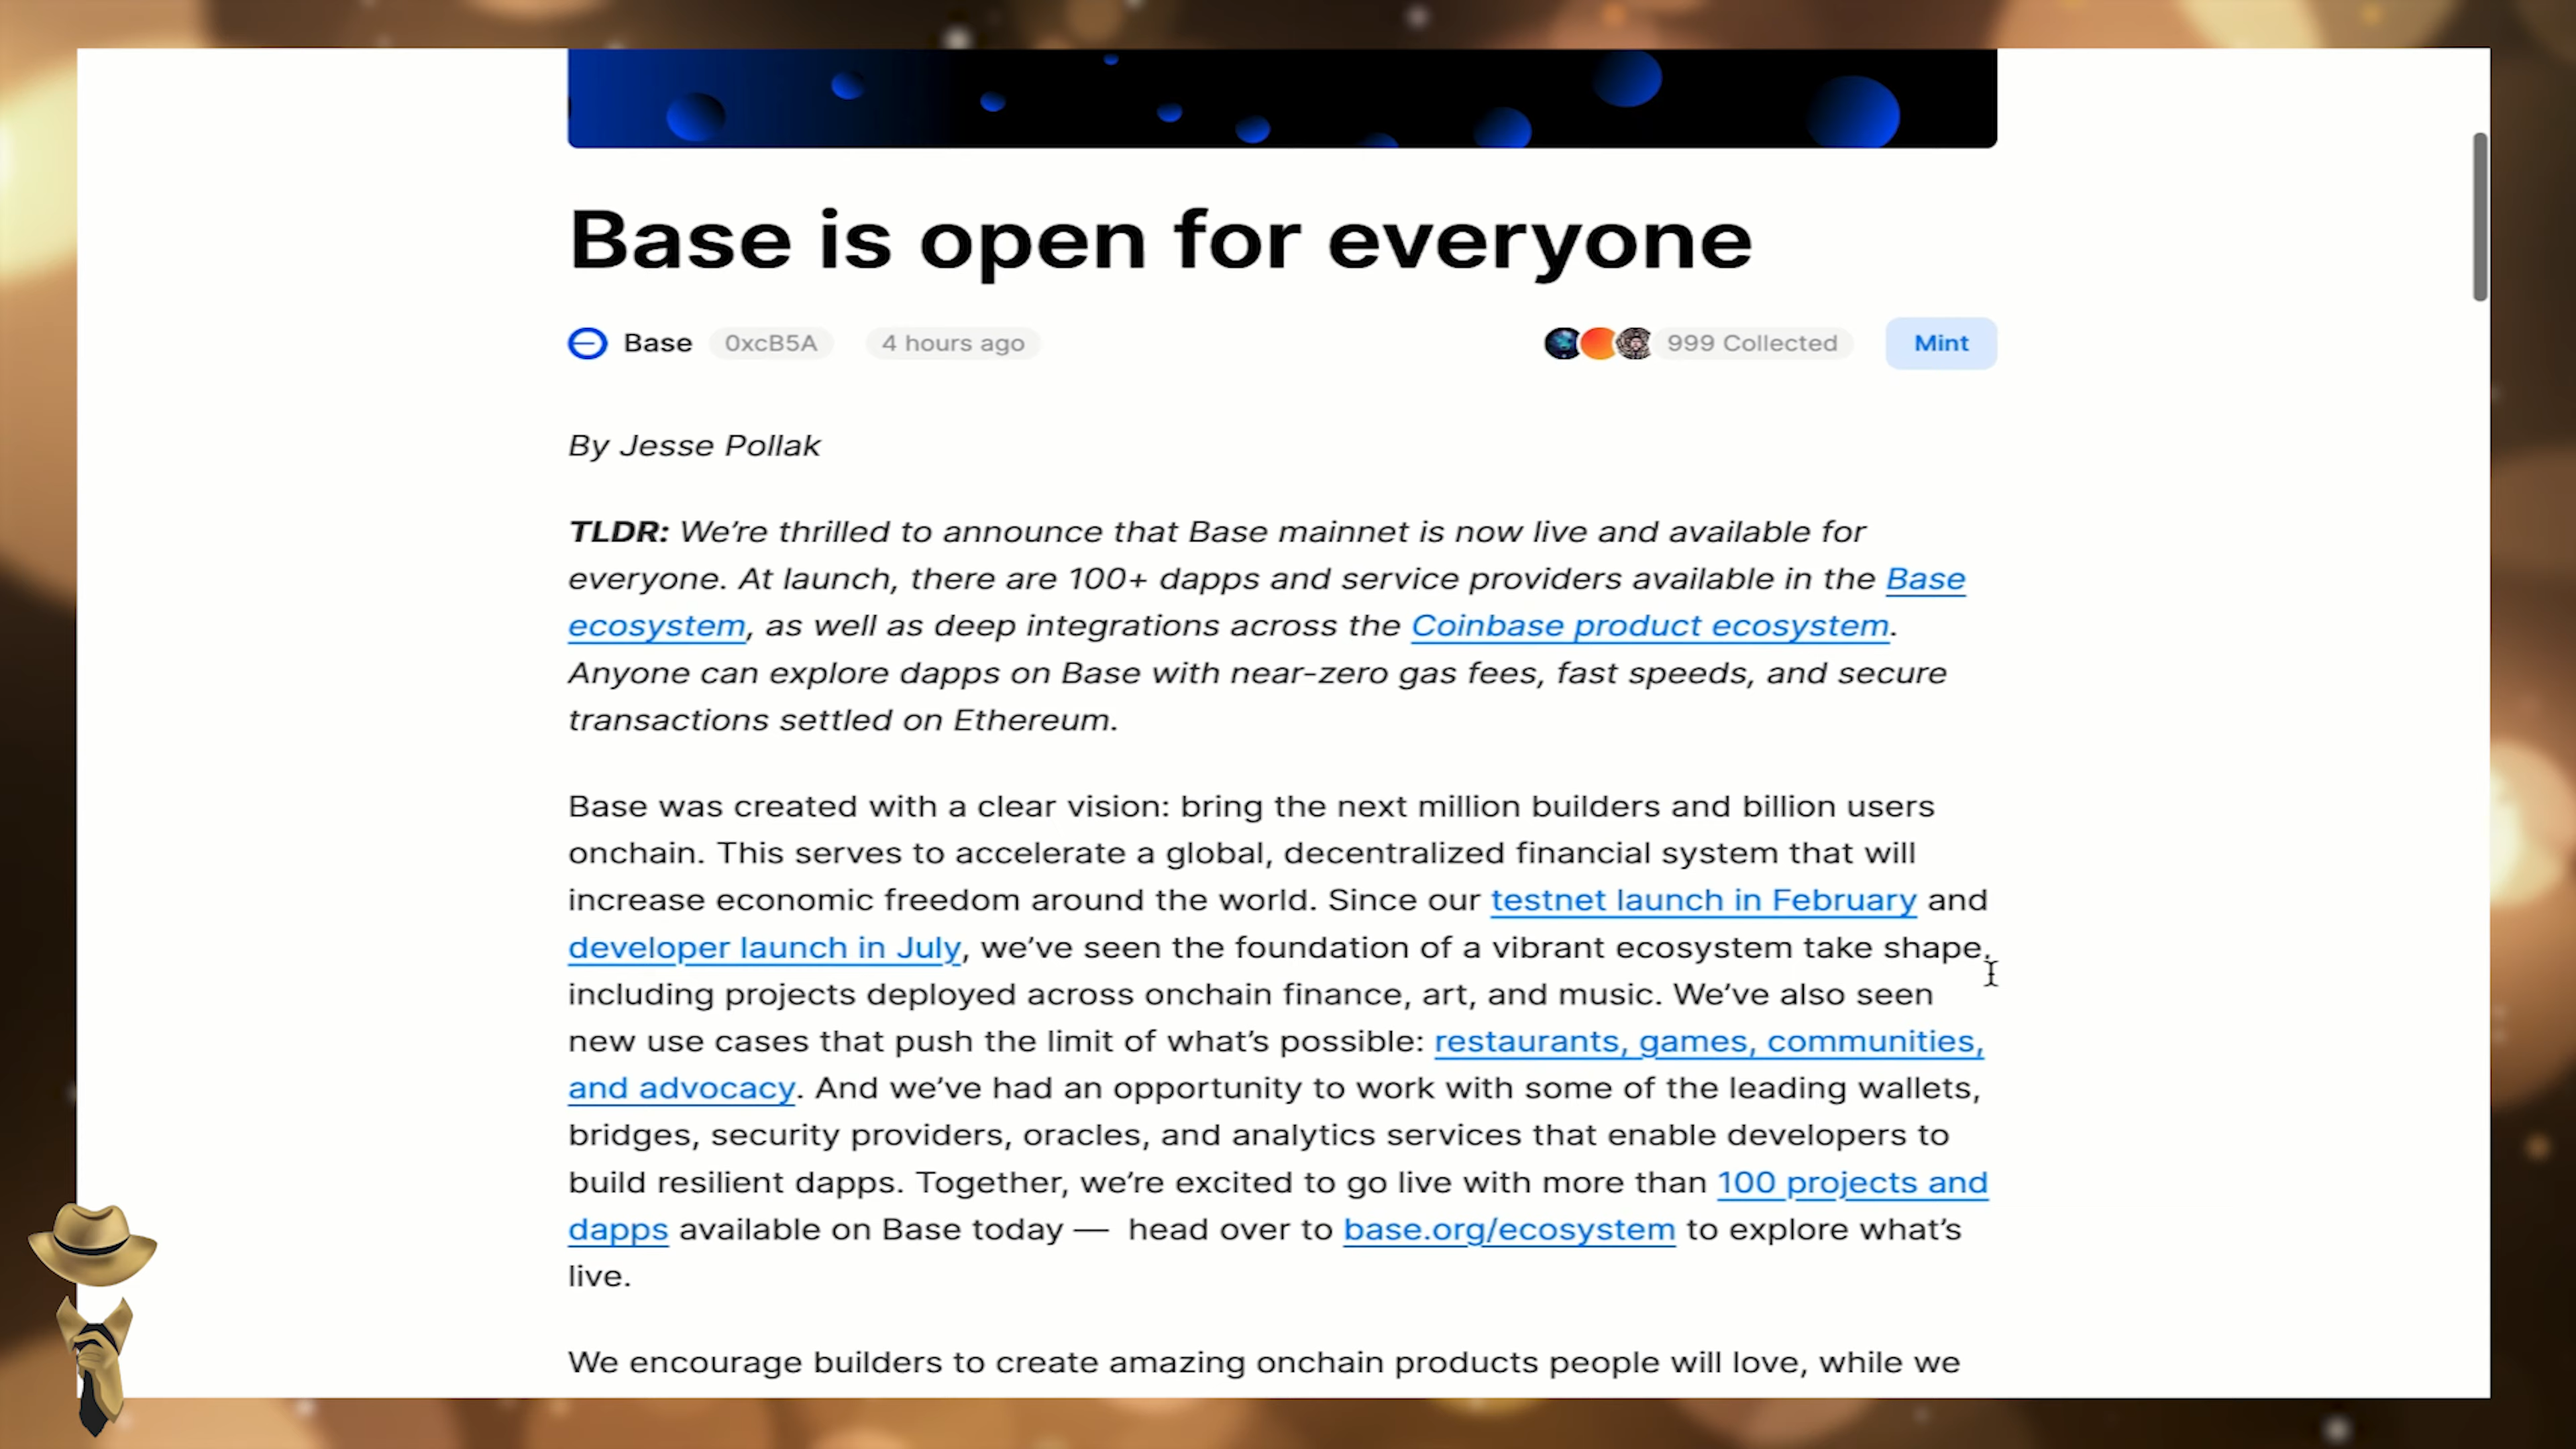 Base is open for everyone
Base 0xcB5A 4 hours ago 999 Collected Mint
By Jesse Pollak
TLDR: We’re thrilled to announce that Base mainnet is now live and available for
everyone. At launch, there are 100+ dapps and service providers available in the Base
ecosystem, as well as deep integrations across the Coinbase product ecosystem.
Anyone can explore dapps on Base with near-zero gas fees, fast speeds, and secure
transactions settled on Ethereum.
Base was created with a clear vision: bring the next million builders and billion users
onchain. This serves to accelerate a global, decentralized financial system that will
increase economic freedom around the world. Since our testnet launch in February and
developer launch in July, we’ve seen the foundation of a vibrant ecosystem take shape,
including projects deployed across onchain finance, art, and music. We’ve also seen
new use cases that push the limit of what’s possible: restaurants, games, communities,
and advocacy. And we’ve had an opportunity to work with some of the leading wallets,
bridges, security providers, oracles, and analytics services that enable developers to
build resilient dapps. Together, we’re excited to go live with more than 100 projects and
dapps available on Base today — head over to base.org/ecosystem to explore what’s
live.
We encourage builders to create amazing onchain products people will love, while we